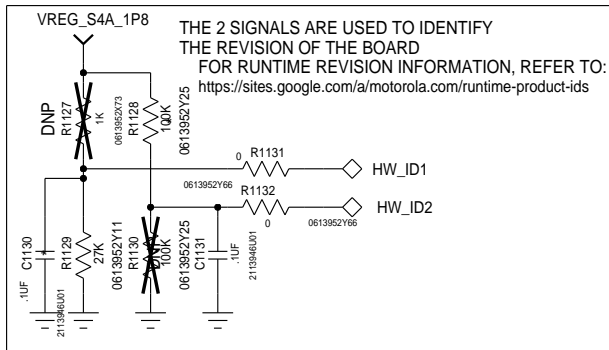 VREG_S4A_1P8
THE 2 SIGNALS ARE USED TO IDENTIFY
THE REVISION OF THE BOARD
FOR RUNTIME REVISION INFORMATION, REFER TO:
https://sites.google.com/a/motorola.com/runtime-product-ids
DNP
R1127
1K
0613952X73
R1128
100K
0613952Y25
0
R1131
HW_ID1
0613952Y66
R1132
0
HW_ID2
0613952Y66
C1130
.1UF
2113946U01
R1129
27K
0613952Y11
R1130
DNP
100K
0613952Y25
C1131
.1UF
2113946U01